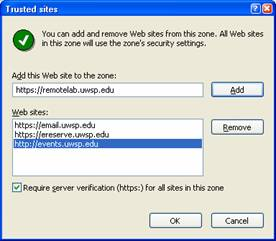 Trusted sites
You can add and remove Web sites from this zone. All Web sites
in this zone will use the zone's security settings.
Add this Web site to the zone:
https://remotelab.uwsp.edu
Add
Web sites:
https://email.uwsp.edu
https://ereserve.uwsp.edu
http://events.uwsp.edu
Remove
Require server verification (https:) for all sites in this zone
OK
Cancel